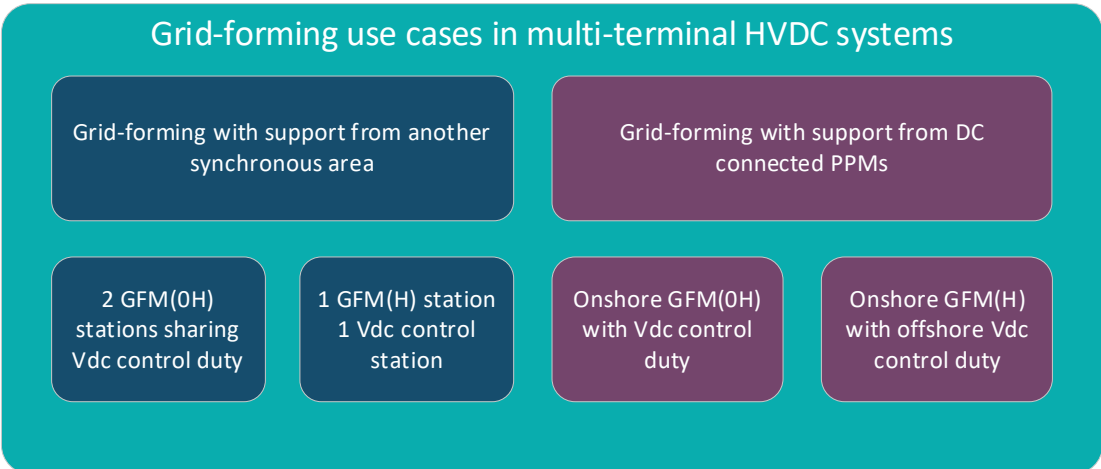 Grid-forming use cases in multi-terminal HVDC systems
Grid-forming with support from another
synchronous area
Grid-forming with support from DC
connected PPMs
2 GFM(0H)
stations sharing
Vdc control duty
1 GFM(H) station
1 Vdc control
station
Onshore GFM(0H)
with Vdc control
duty
Onshore GFM(H)
with offshore Vdc
control duty